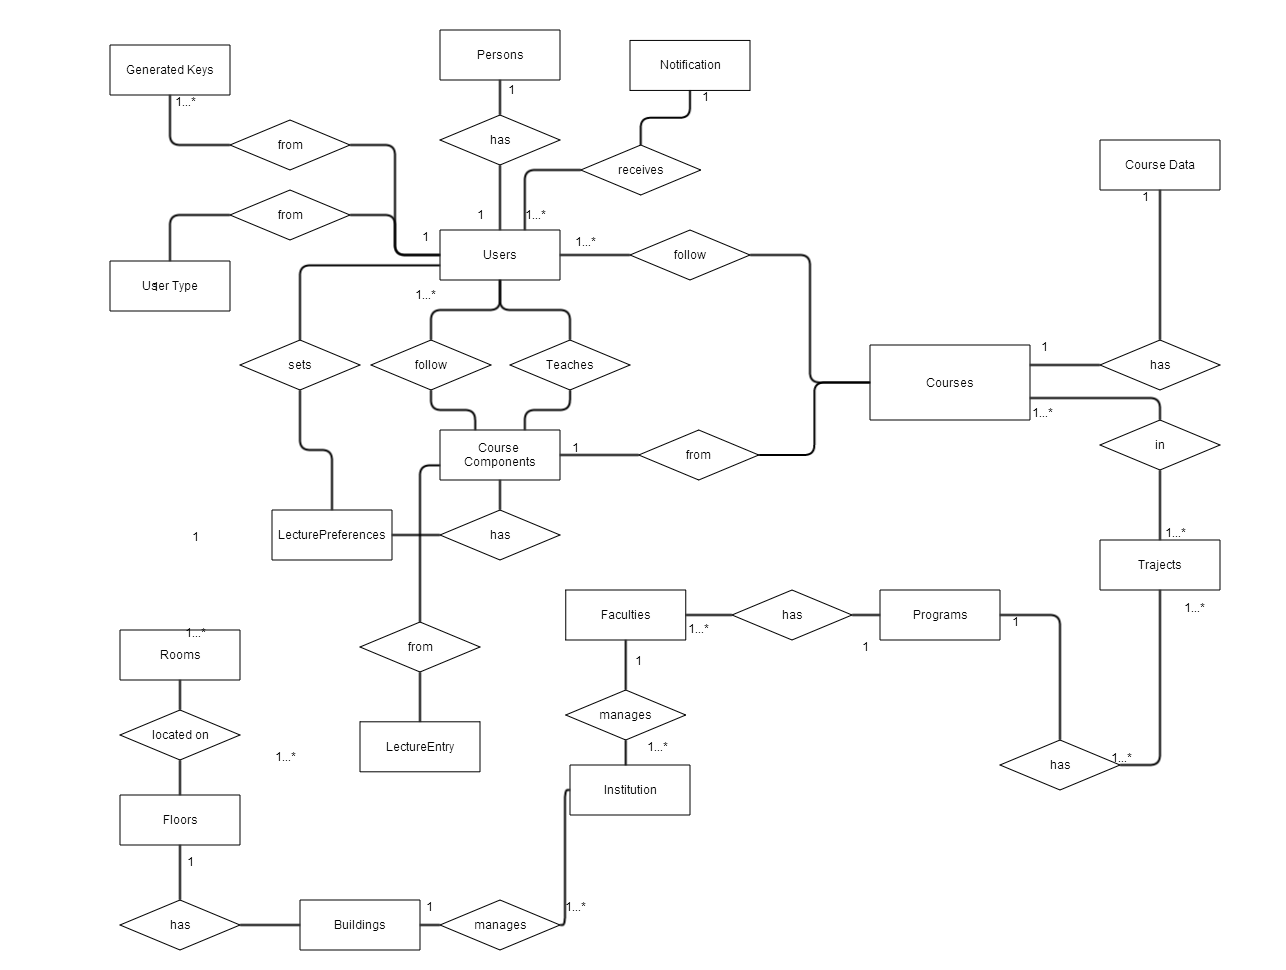 Persons
Notification
Generated Keys
1
1
1...*
has
from
receives
Course Data
1
from
1
1...*
1
1...*
Users
follow
User Type
1...*
1
sets
follow
Teaches
has
Courses
1...*
in
Course
Components
1
from
1...*
LecturePreferences
has
1
Trajects
1...*
Faculties
has
Programs
1
1...*
1...*
from
1
Rooms
1
manages
located on
1...*
LectureEntry
1...*
1...*
has
Institution
Floors
1
1
1...*
has
Buildings
manages